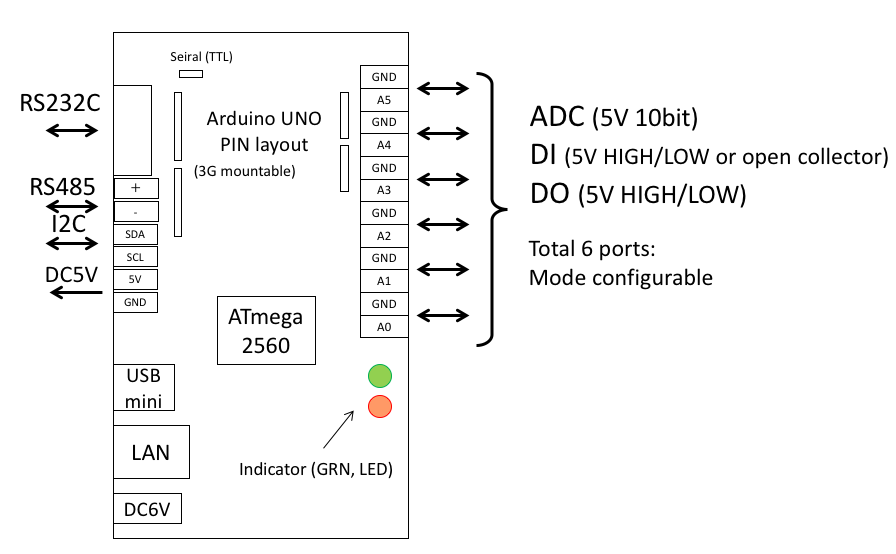 Seiral (TTL)
RS232C
RS485
I2C
DC5V
+
-
SDA
SCL
5V
GND
Arduino UNO
PIN layout
(3G mountable)
GND
A5
GND
A4
GND
A3
GND
A2
GND
A1
GND
A0
ADC (5V 10bit)
DI (5V HIGH/LOW or open collector)
DO (5V HIGH/LOW)
Total 6 ports:
Mode configurable
ATmega
2560
USB
mini
LAN
DC6V
Indicator (GRN, LED)